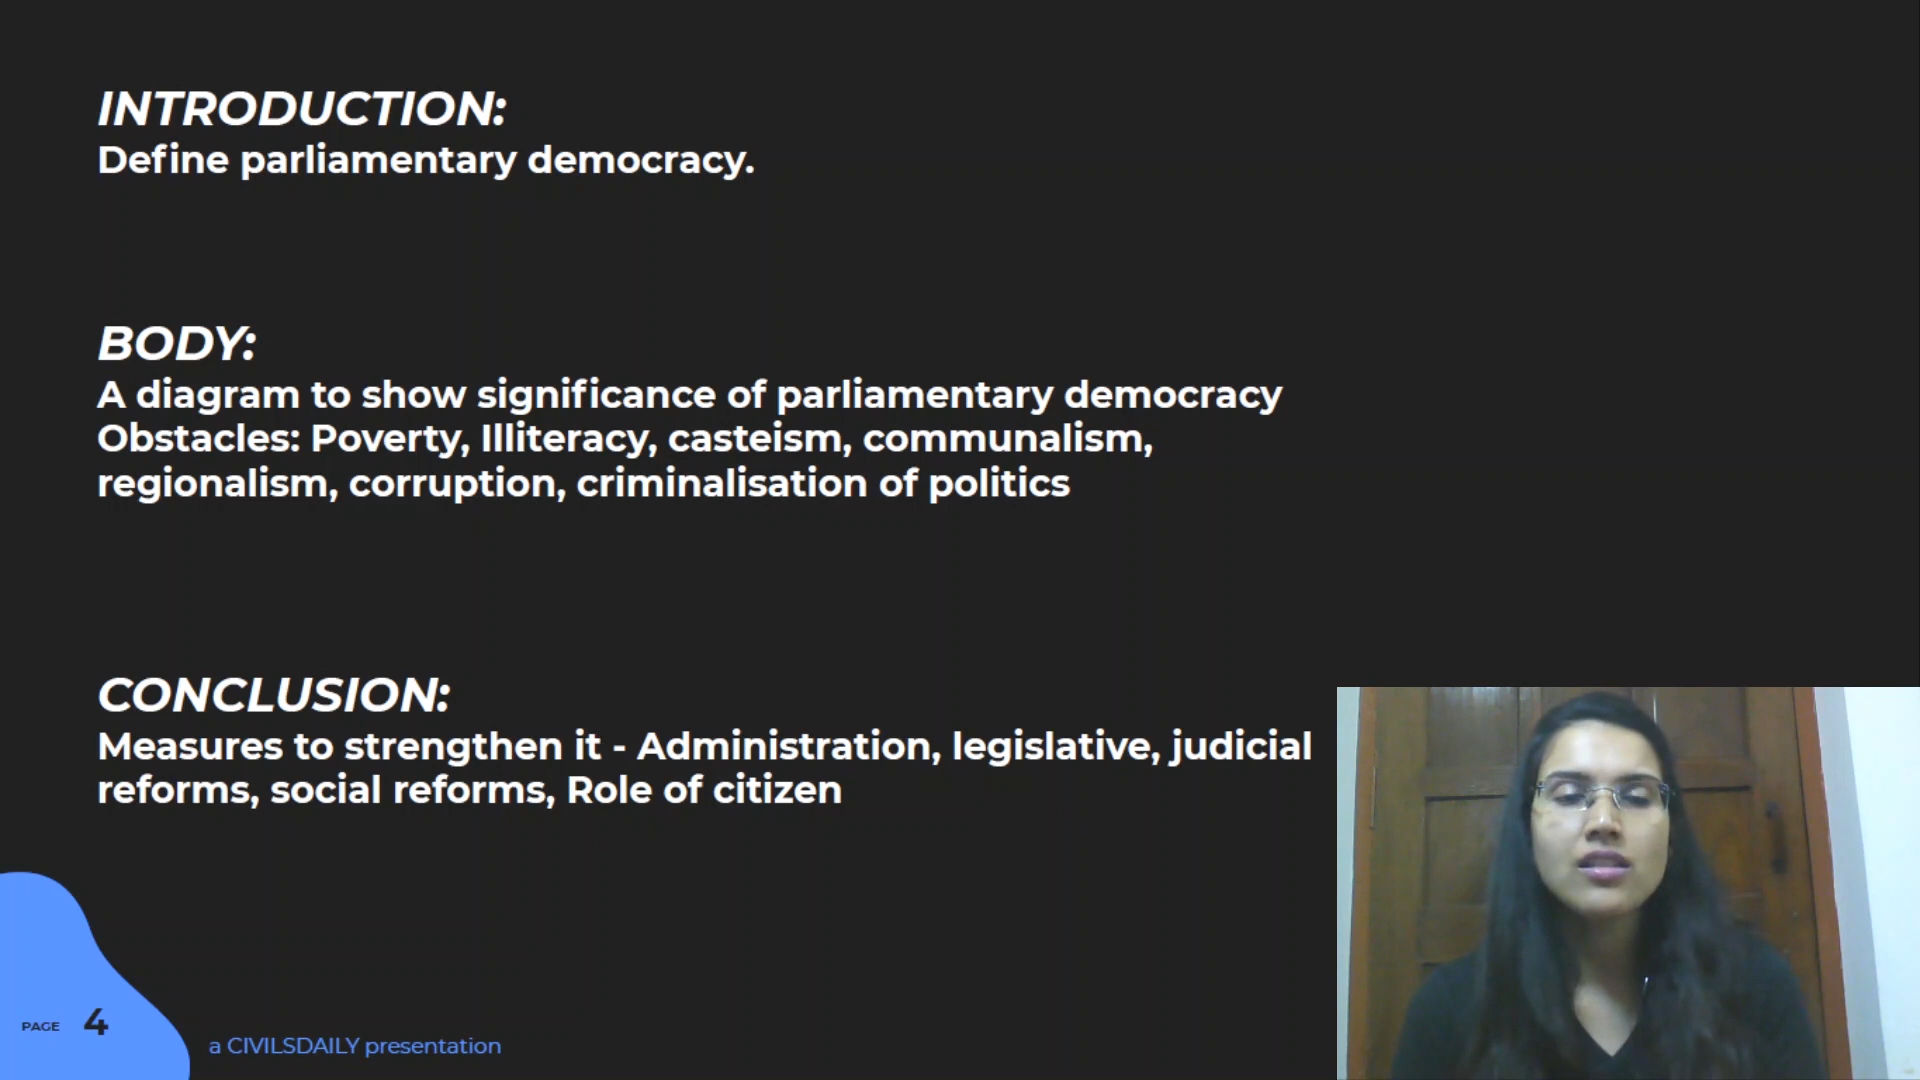 INTRODUCTION:
Define parliamentary democracy.
BODY:
A diagram to show significance of parliamentary democracy
Obstacles: Poverty, Illiteracy, casteism, communalism,
regionalism, corruption, criminalisation of politics
CONCLUSION:
Measures to strengthen it - Administration, legislative, judicial
reforms, social reforms, Role of citizen
PAGE 4
a CIVILSDAILY presentation